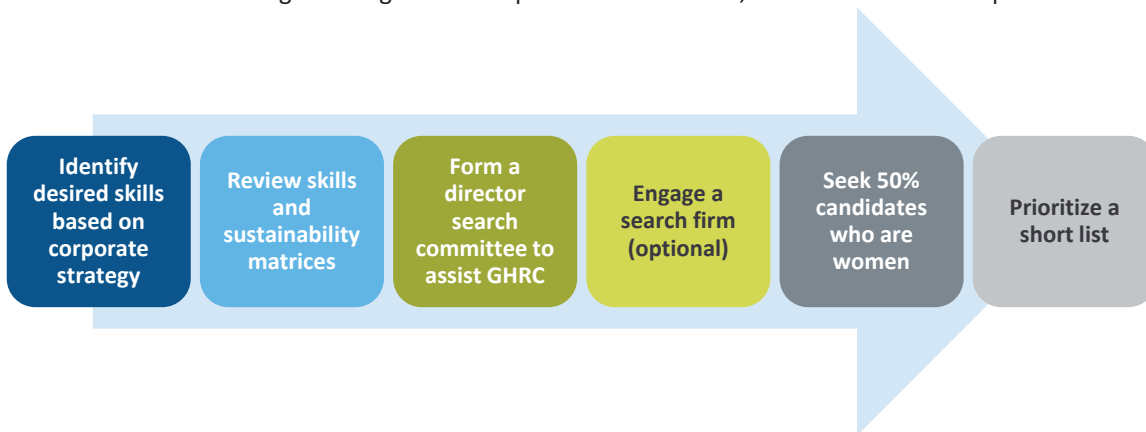 Identify
desired skills
based on
corporate
strategy
Review skills
and
sustainability
matrices
Form a
director
search
committee to
assist GHRC
Engage a
search firm
(optional)
Seek 50%
candidates
who are
women
Prioritize a
short list